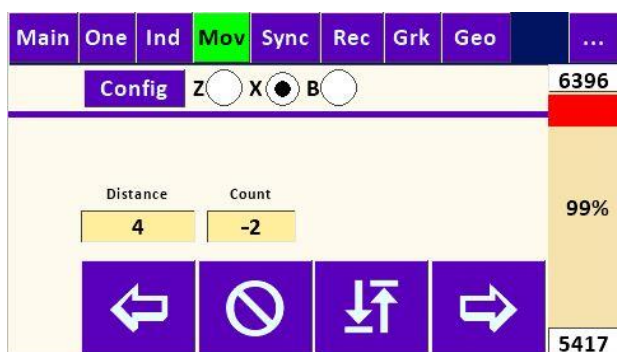 Main One Ind Mov Sync Rec Grk Geo ...
Config Z X B 6396
Distance Count
4 -2
99%
5417